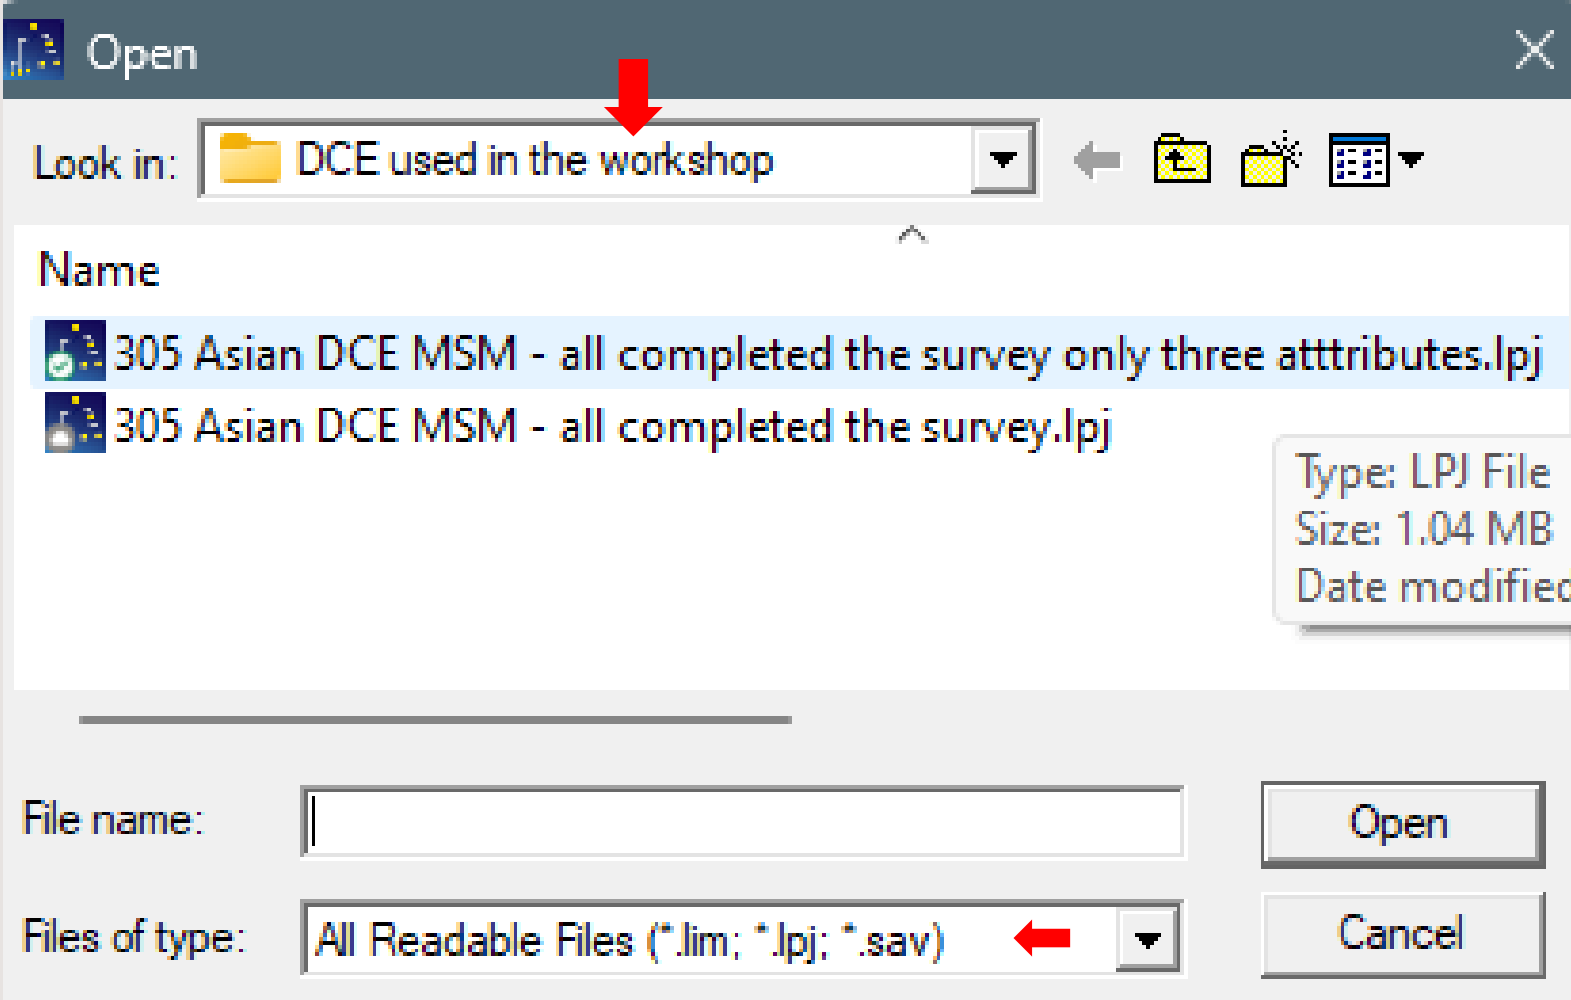 Open
Look in: DCE used in the workshop
Name
305 Asian DCE MSM - all completed the survey only three atttributes.lpj
305 Asian DCE MSM - all completed the survey.lpj
Type: LPJ File
Size: 1.04 MB
Date modified
File name: Open
Files of type: All Readable Files (*.lim; *.lpj; *.sav) Cancel